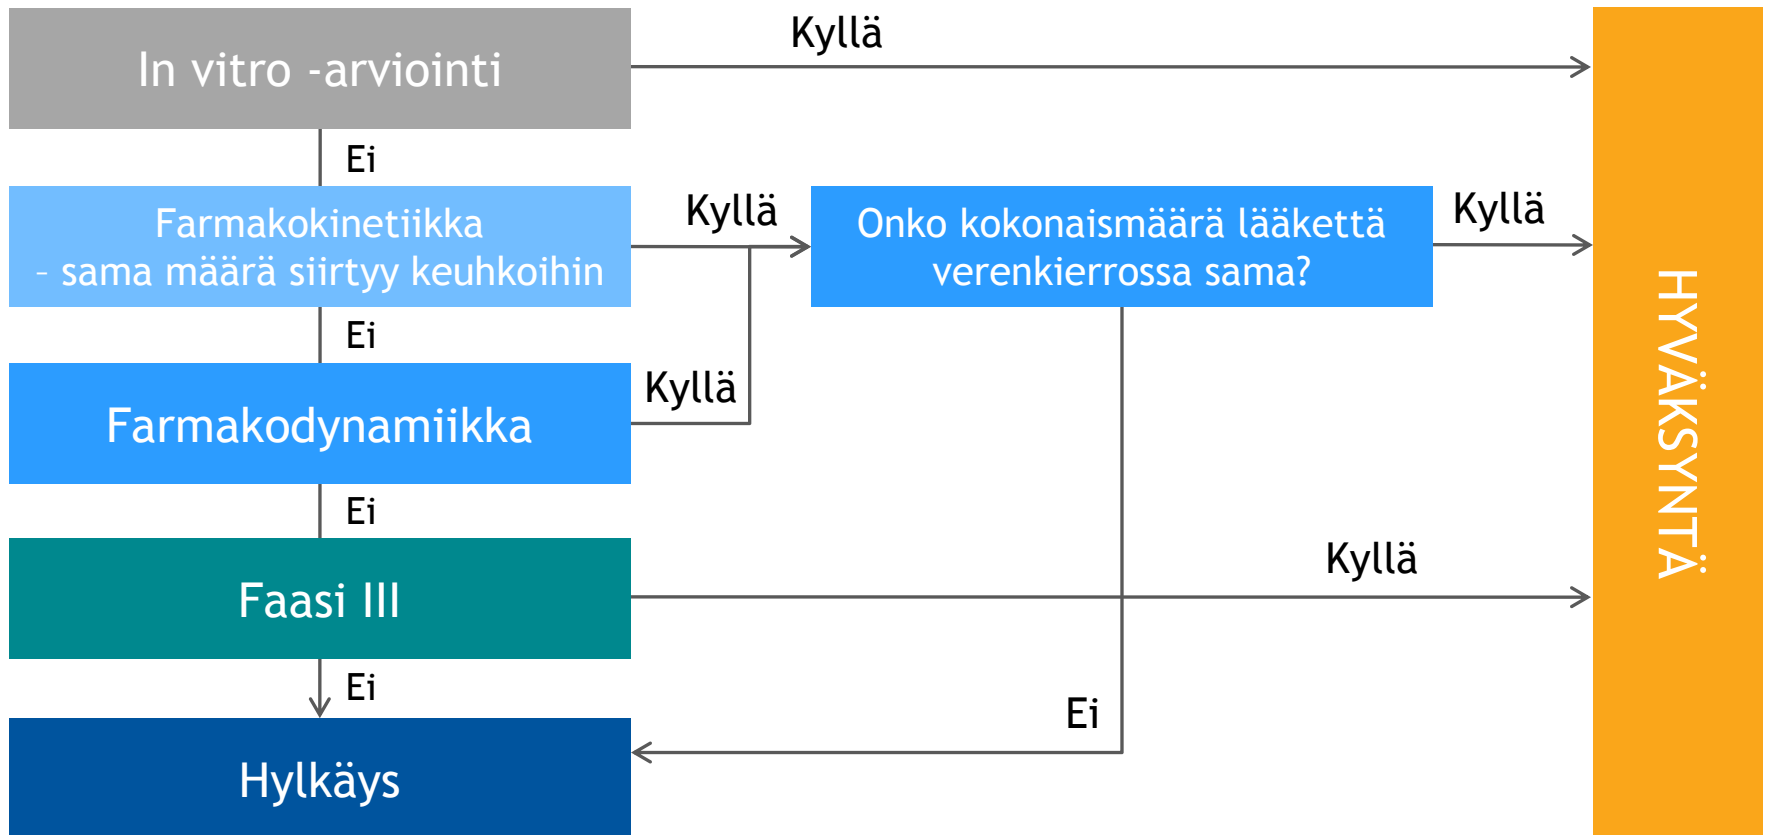 In vitro -arviointi
Kyllä
Ei
Farmakokinetiikka
– sama määrä siirtyy keuhkoihin
Kyllä
Onko kokonaismäärä lääkettä
verenkierrossa sama?
Kyllä
Ei
Farmakodynamiikka
Kyllä
Ei
Faasi III
Kyllä
Ei
Ei
Hylkäys
HYVÄKSYNTÄ